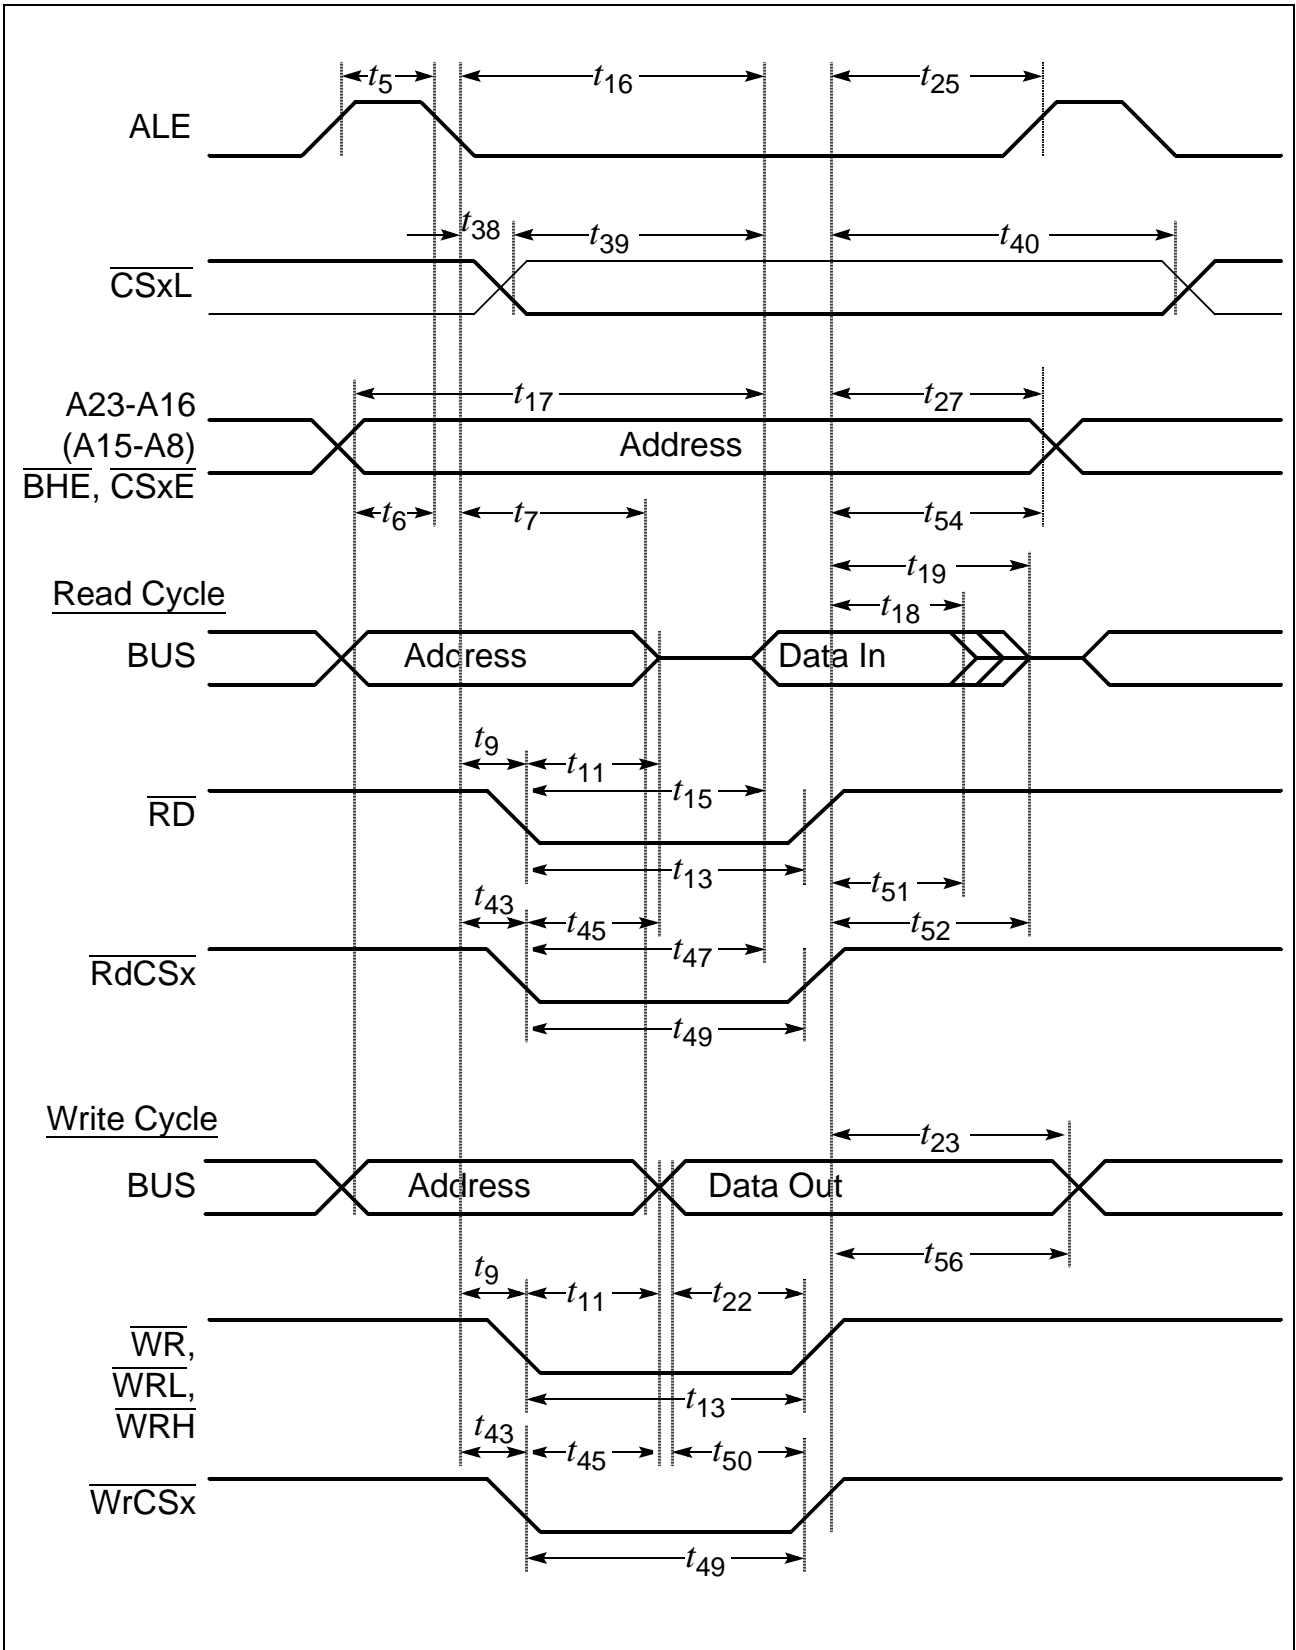 t5 t16 t25
ALE
t38 t39 t40
CSxL
t17 t27
A23-A16
(A15-A8)
Address
BHE, CSxE
t6 t7 t54
t19
Read Cycle
t18
BUS Address Data In
t9 t11
t15
RD
t13 t51
t43 t45 t52
t47
RdCSx
t49
Write Cycle
t23
BUS Address Data Out
t56
t9 t11 t22
WR,
WRL,
t13
WRH
t43 t45 t50
WrCSx
t49